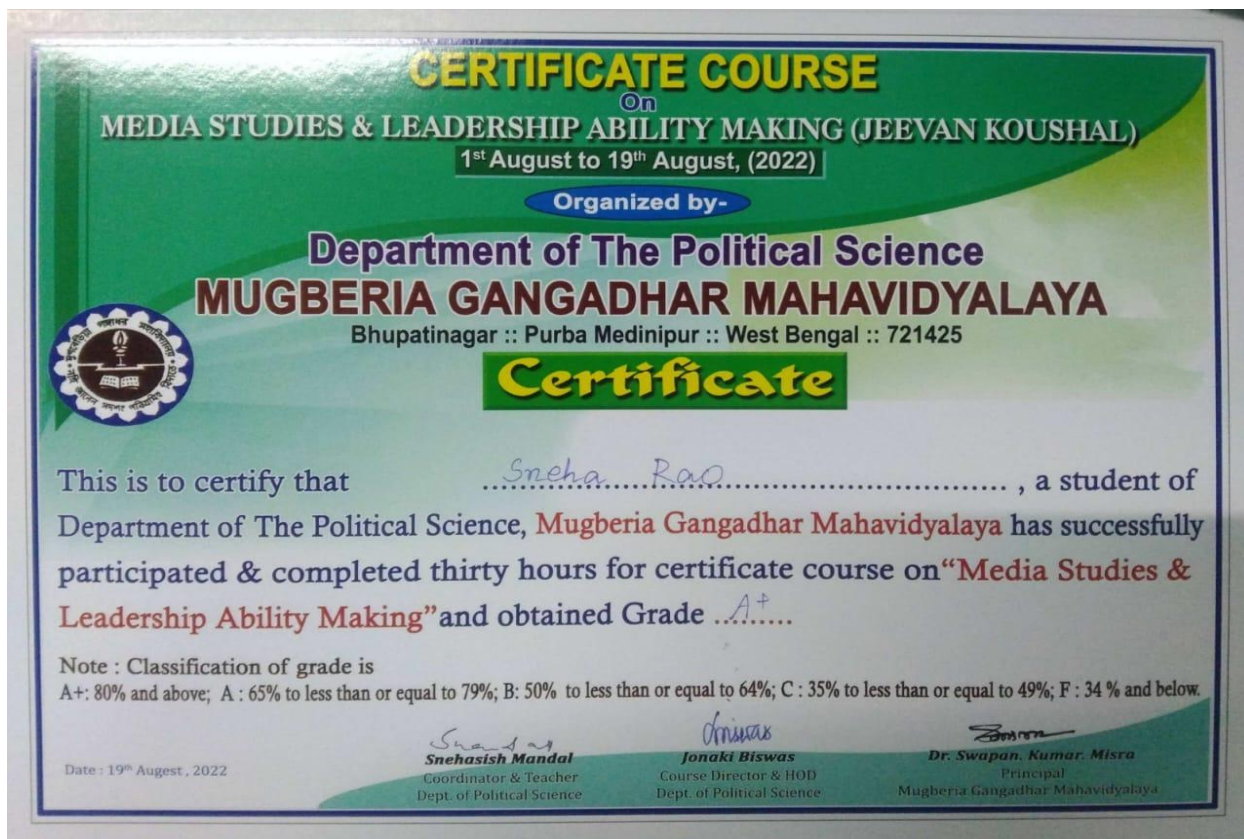 CERTIFICATE COURSE
On
MEDIA STUDIES & LEADERSHIP ABILITY MAKING (JEEVAN KOUSHAL)
1st August to 19th August, (2022)
Organized by-
Department of The Political Science
MUGBERIA GANGADHAR MAHAVIDYALAYA
Bhupatinagar :: Purba Medinipur :: West Bengal :: 721425
Certificate
This is to certify that ..... Sneha Rao ..... , a student of
Department of The Political Science, Mugberia Gangadhar Mahavidyalaya has successfully
participated & completed thirty hours for certificate course on“Media Studies &
Leadership Ability Making”and obtained Grade ...A+.....
Note : Classification of grade is
A+: 80% and above; A : 65% to less than or equal to 79%; B: 50% to less than or equal to 64%; C : 35% to less than or equal to 49%; F : 34 % and below.
Date : 19th Augest , 2022
Snehasish Mandal
Coordinator & Teacher
Dept. of Political Science
Jonaki Biswas
Course Director & HOD
Dept. of Political Science
Dr. Swapan. Kumar. Misra
Principal
Mugberia Gangadhar Mahavidyalaya